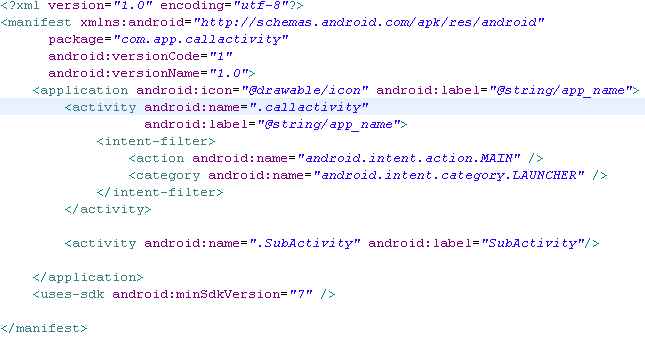 <?xml version="1.0" encoding="utf-8"?>
<manifest xmlns:android="http://schemas.android.com/apk/res/android"
      package="com.app.callactivity"
      android:versionCode="1"
      android:versionName="1.0">
    <application android:icon="@drawable/icon" android:label="@string/app_name">
        <activity android:name=".callactivity"
                  android:label="@string/app_name">
            <intent-filter>
                <action android:name="android.intent.action.MAIN" />
                <category android:name="android.intent.category.LAUNCHER" />
            </intent-filter>
        </activity>
        <activity android:name=".SubActivity" android:label="SubActivity"/>
    </application>
    <uses-sdk android:minSdkVersion="7" />
</manifest>